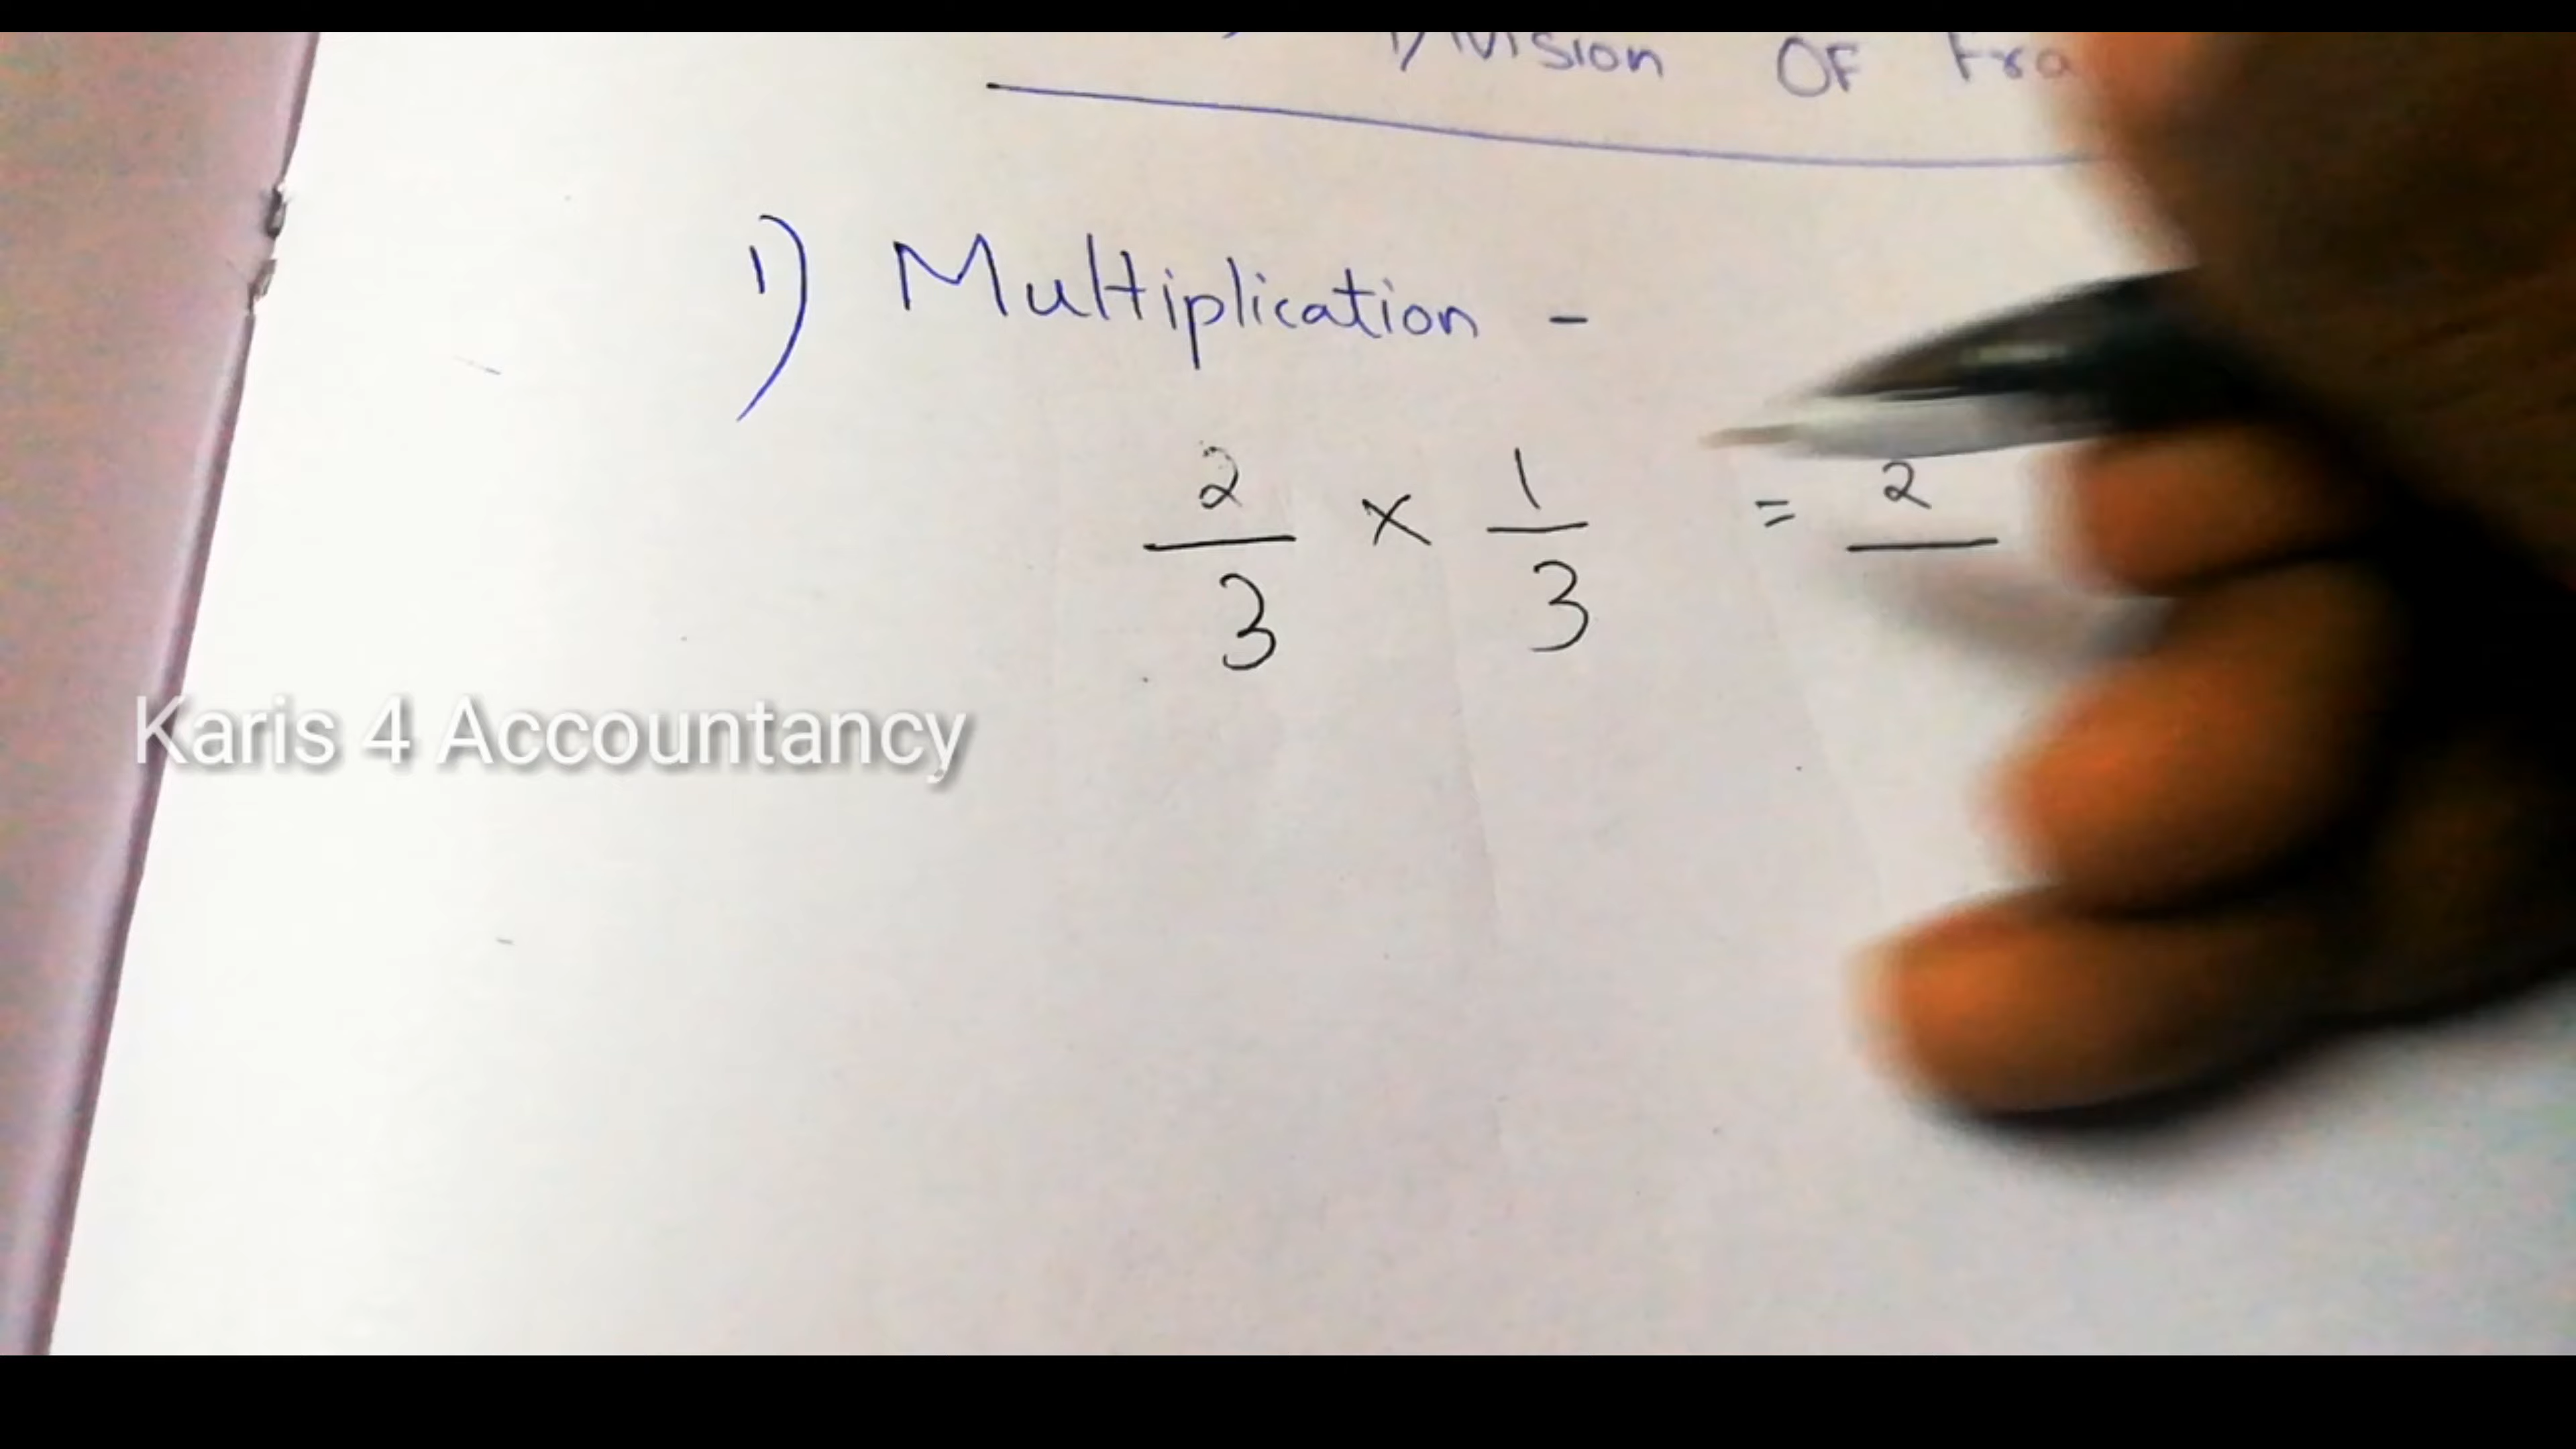 Division OF
1) Multiplication -
2/3 × 1/3 = 2/
Karis 4 Accountancy